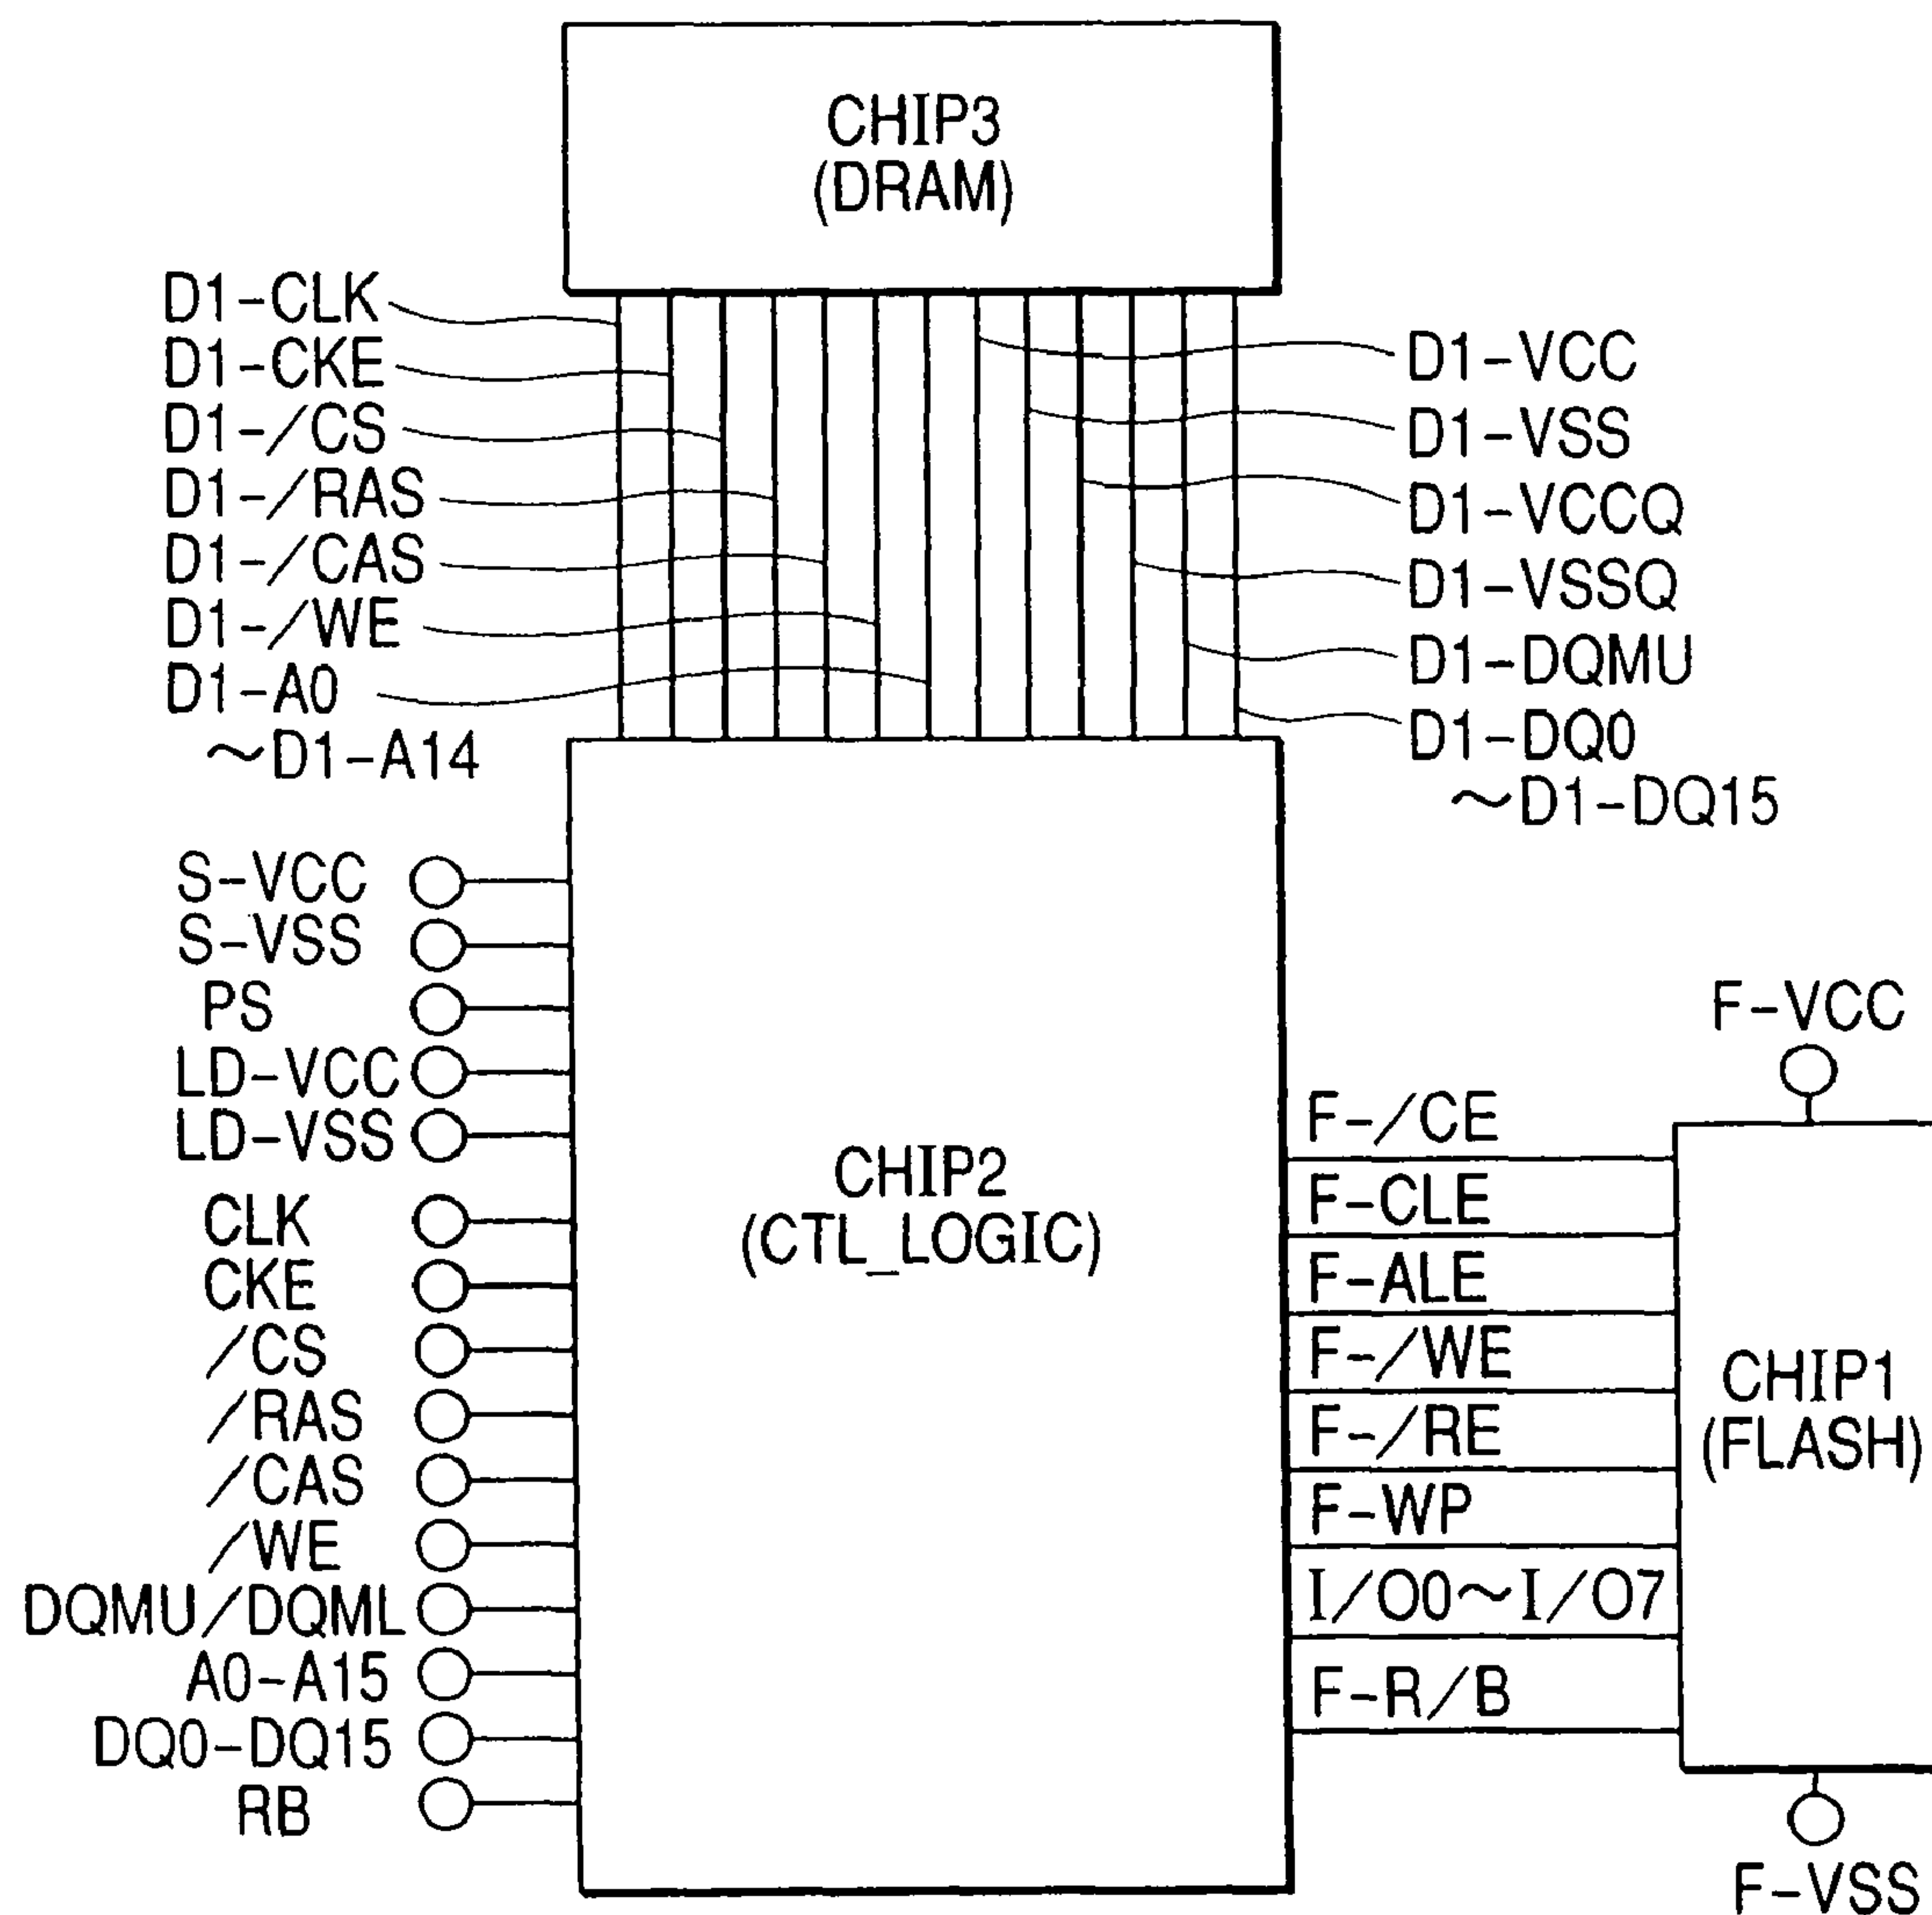 CHIP3
(DRAM)
D1-CLK
D1-CKE
D1-/CS
D1-/RAS
D1-/CAS
D1-/WE
D1-A0
~D1-A14
D1-VCC
D1-VSS
D1-VCCQ
D1-VSSQ
D1-DQMU
D1-DQ0
~D1-DQ15
S-VCC
S-VSS
PS
LD-VCC
LD-VSS
CLK
CKE
/CS
/RAS
/CAS
/WE
DQMU/DQML
A0-A15
DQ0-DQ15
RB
CHIP2
(CTL_LOGIC)
F-/CE
F-CLE
F-ALE
F-/WE
F-/RE
F-WP
I/O0~I/O7
F-R/B
F-VCC
CHIP1
(FLASH)
F-VSS